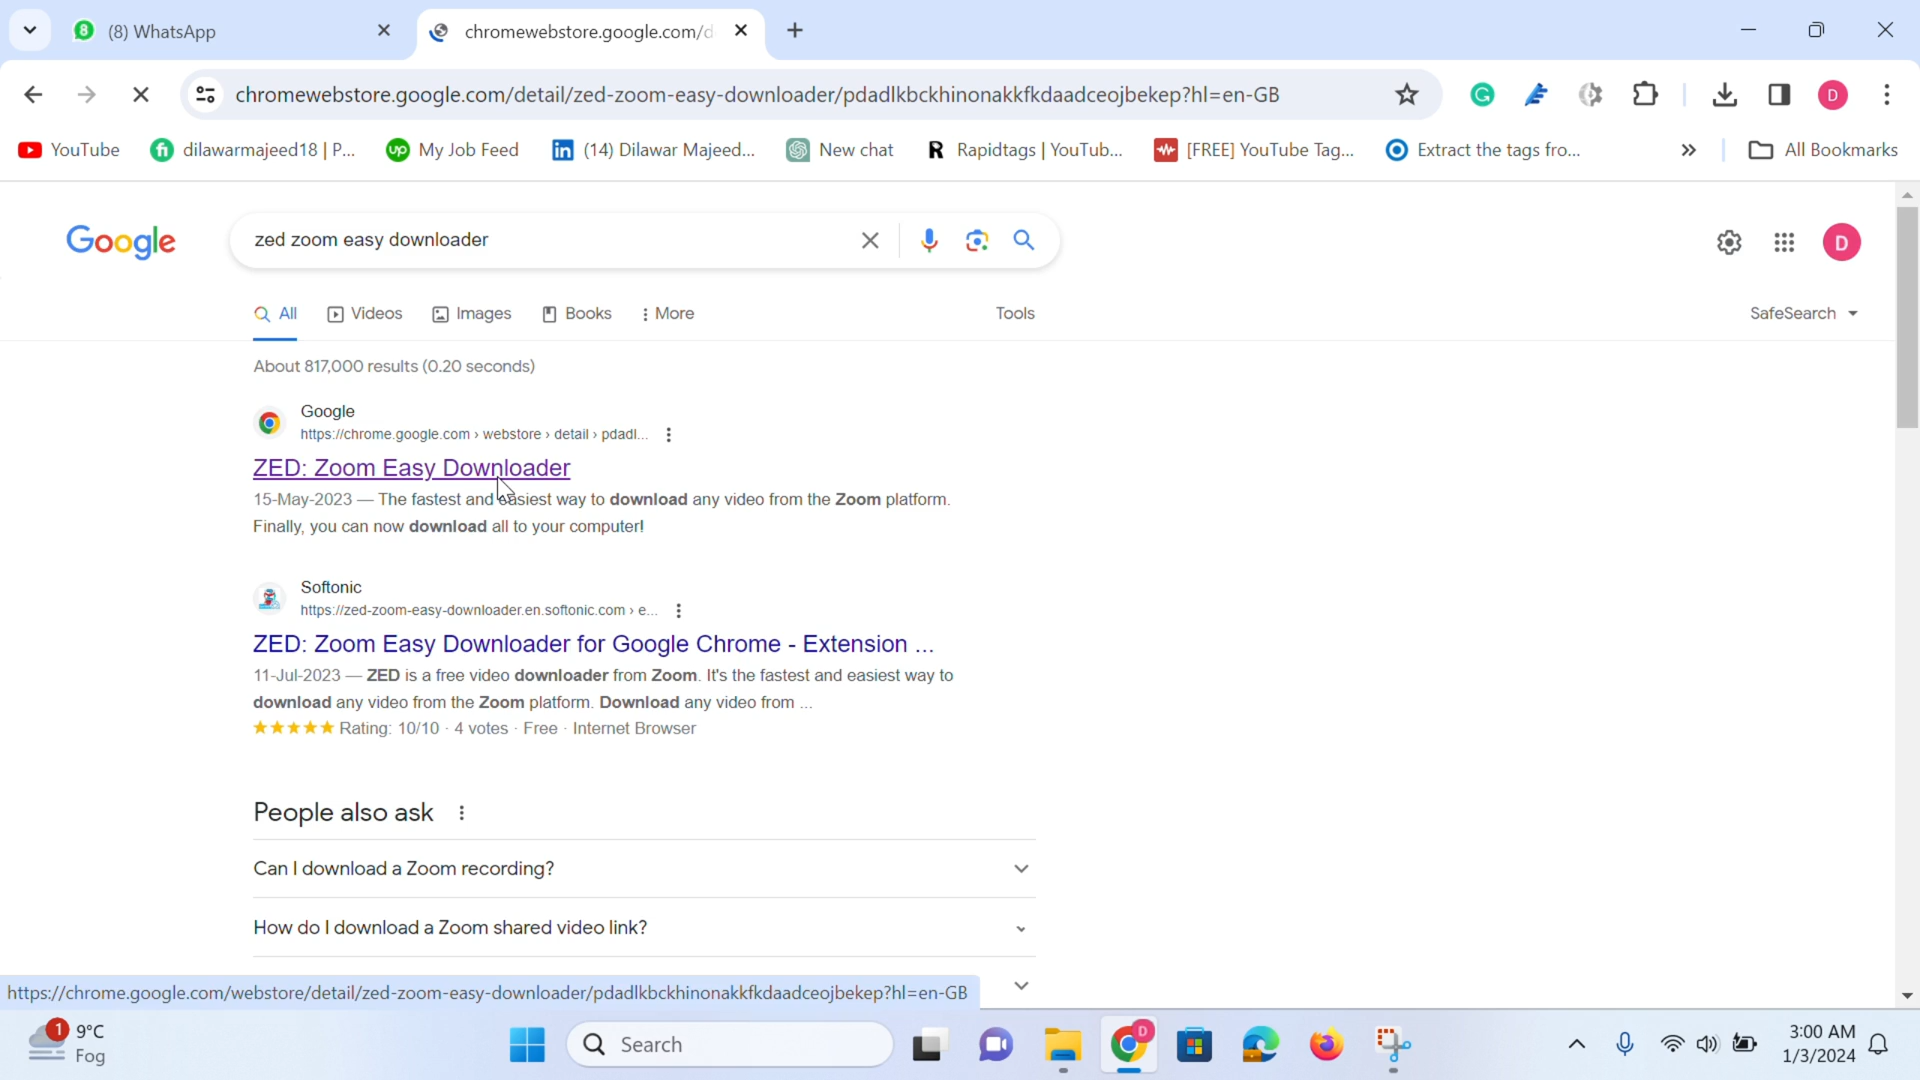 8 (8) WhatsApp
chromewebstore.google.com/d
chromewebstore.google.com/detail/zed-zoom-easy-downloader/pdadlkbckhinonakkfkdaadceojbekep?hl=en-GB
D
YouTube
fi dilawarmajeed18 | P...
up My Job Feed
in (14) Dilawar Majeed...
New chat
R Rapidtags | YouTub...
[FREE] YouTube Tag...
Extract the tags fro...
» All Bookmarks
Google
zed zoom easy downloader
D
All Videos Images Books More Tools SafeSearch
About 817,000 results (0.20 seconds)
Google
https://chrome.google.com › webstore › detail › pdadl...
ZED: Zoom Easy Downloader
15-May-2023 — The fastest and easiest way to download any video from the Zoom platform.
Finally, you can now download all to your computer!
Softonic
https://zed-zoom-easy-downloader.en.softonic.com › e...
ZED: Zoom Easy Downloader for Google Chrome - Extension ...
11-Jul-2023 — ZED is a free video downloader from Zoom. It's the fastest and easiest way to
download any video from the Zoom platform. Download any video from ...
Rating: 10/10 · 4 votes · Free · Internet Browser
People also ask
Can I download a Zoom recording?
How do I download a Zoom shared video link?
https://chrome.google.com/webstore/detail/zed-zoom-easy-downloader/pdadlkbckhinonakkfkdaadceojbekep?hl=en-GB
1 9°C
Fog
Search
D
3:00 AM
1/3/2024